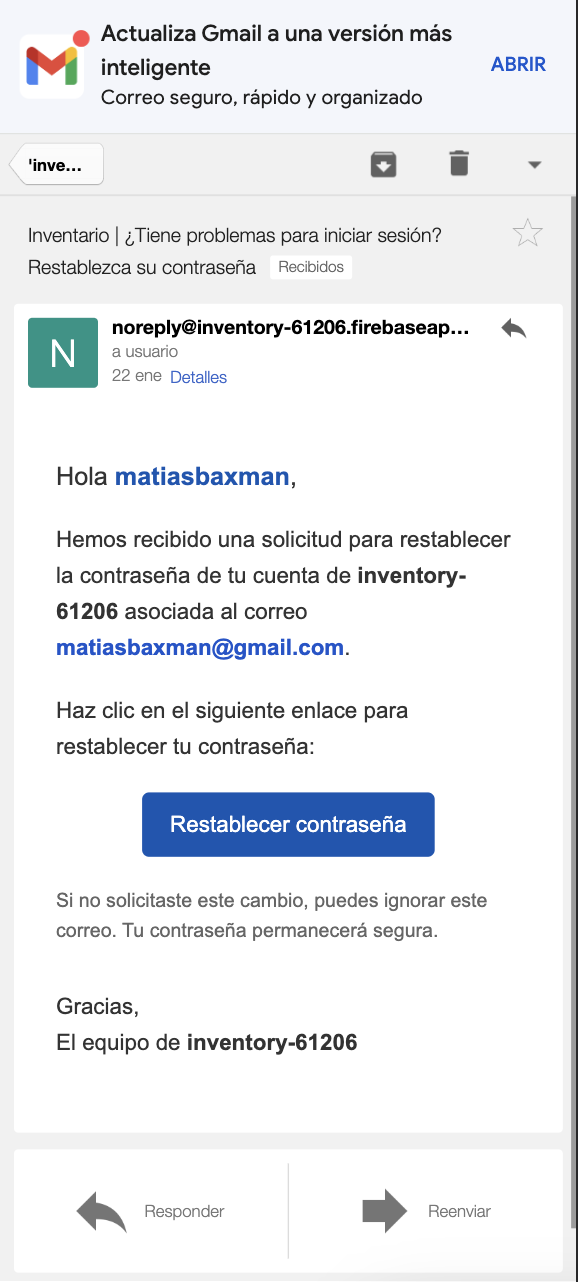 Actualiza Gmail a una versión más
inteligente
Correo seguro, rápido y organizado
ABRIR
'inve...
Inventario | ¿Tiene problemas para iniciar sesión?
Restablezca su contraseña Recibidos
N
noreply@inventory-61206.firebaseap...
a usuario
22 ene Detalles
Hola matiasbaxman,
Hemos recibido una solicitud para restablecer
la contraseña de tu cuenta de inventory-
61206 asociada al correo
matiasbaxman@gmail.com.
Haz clic en el siguiente enlace para
restablecer tu contraseña:
Restablecer contraseña
Si no solicitaste este cambio, puedes ignorar este
correo. Tu contraseña permanecerá segura.
Gracias,
El equipo de inventory-61206
Responder
Reenviar